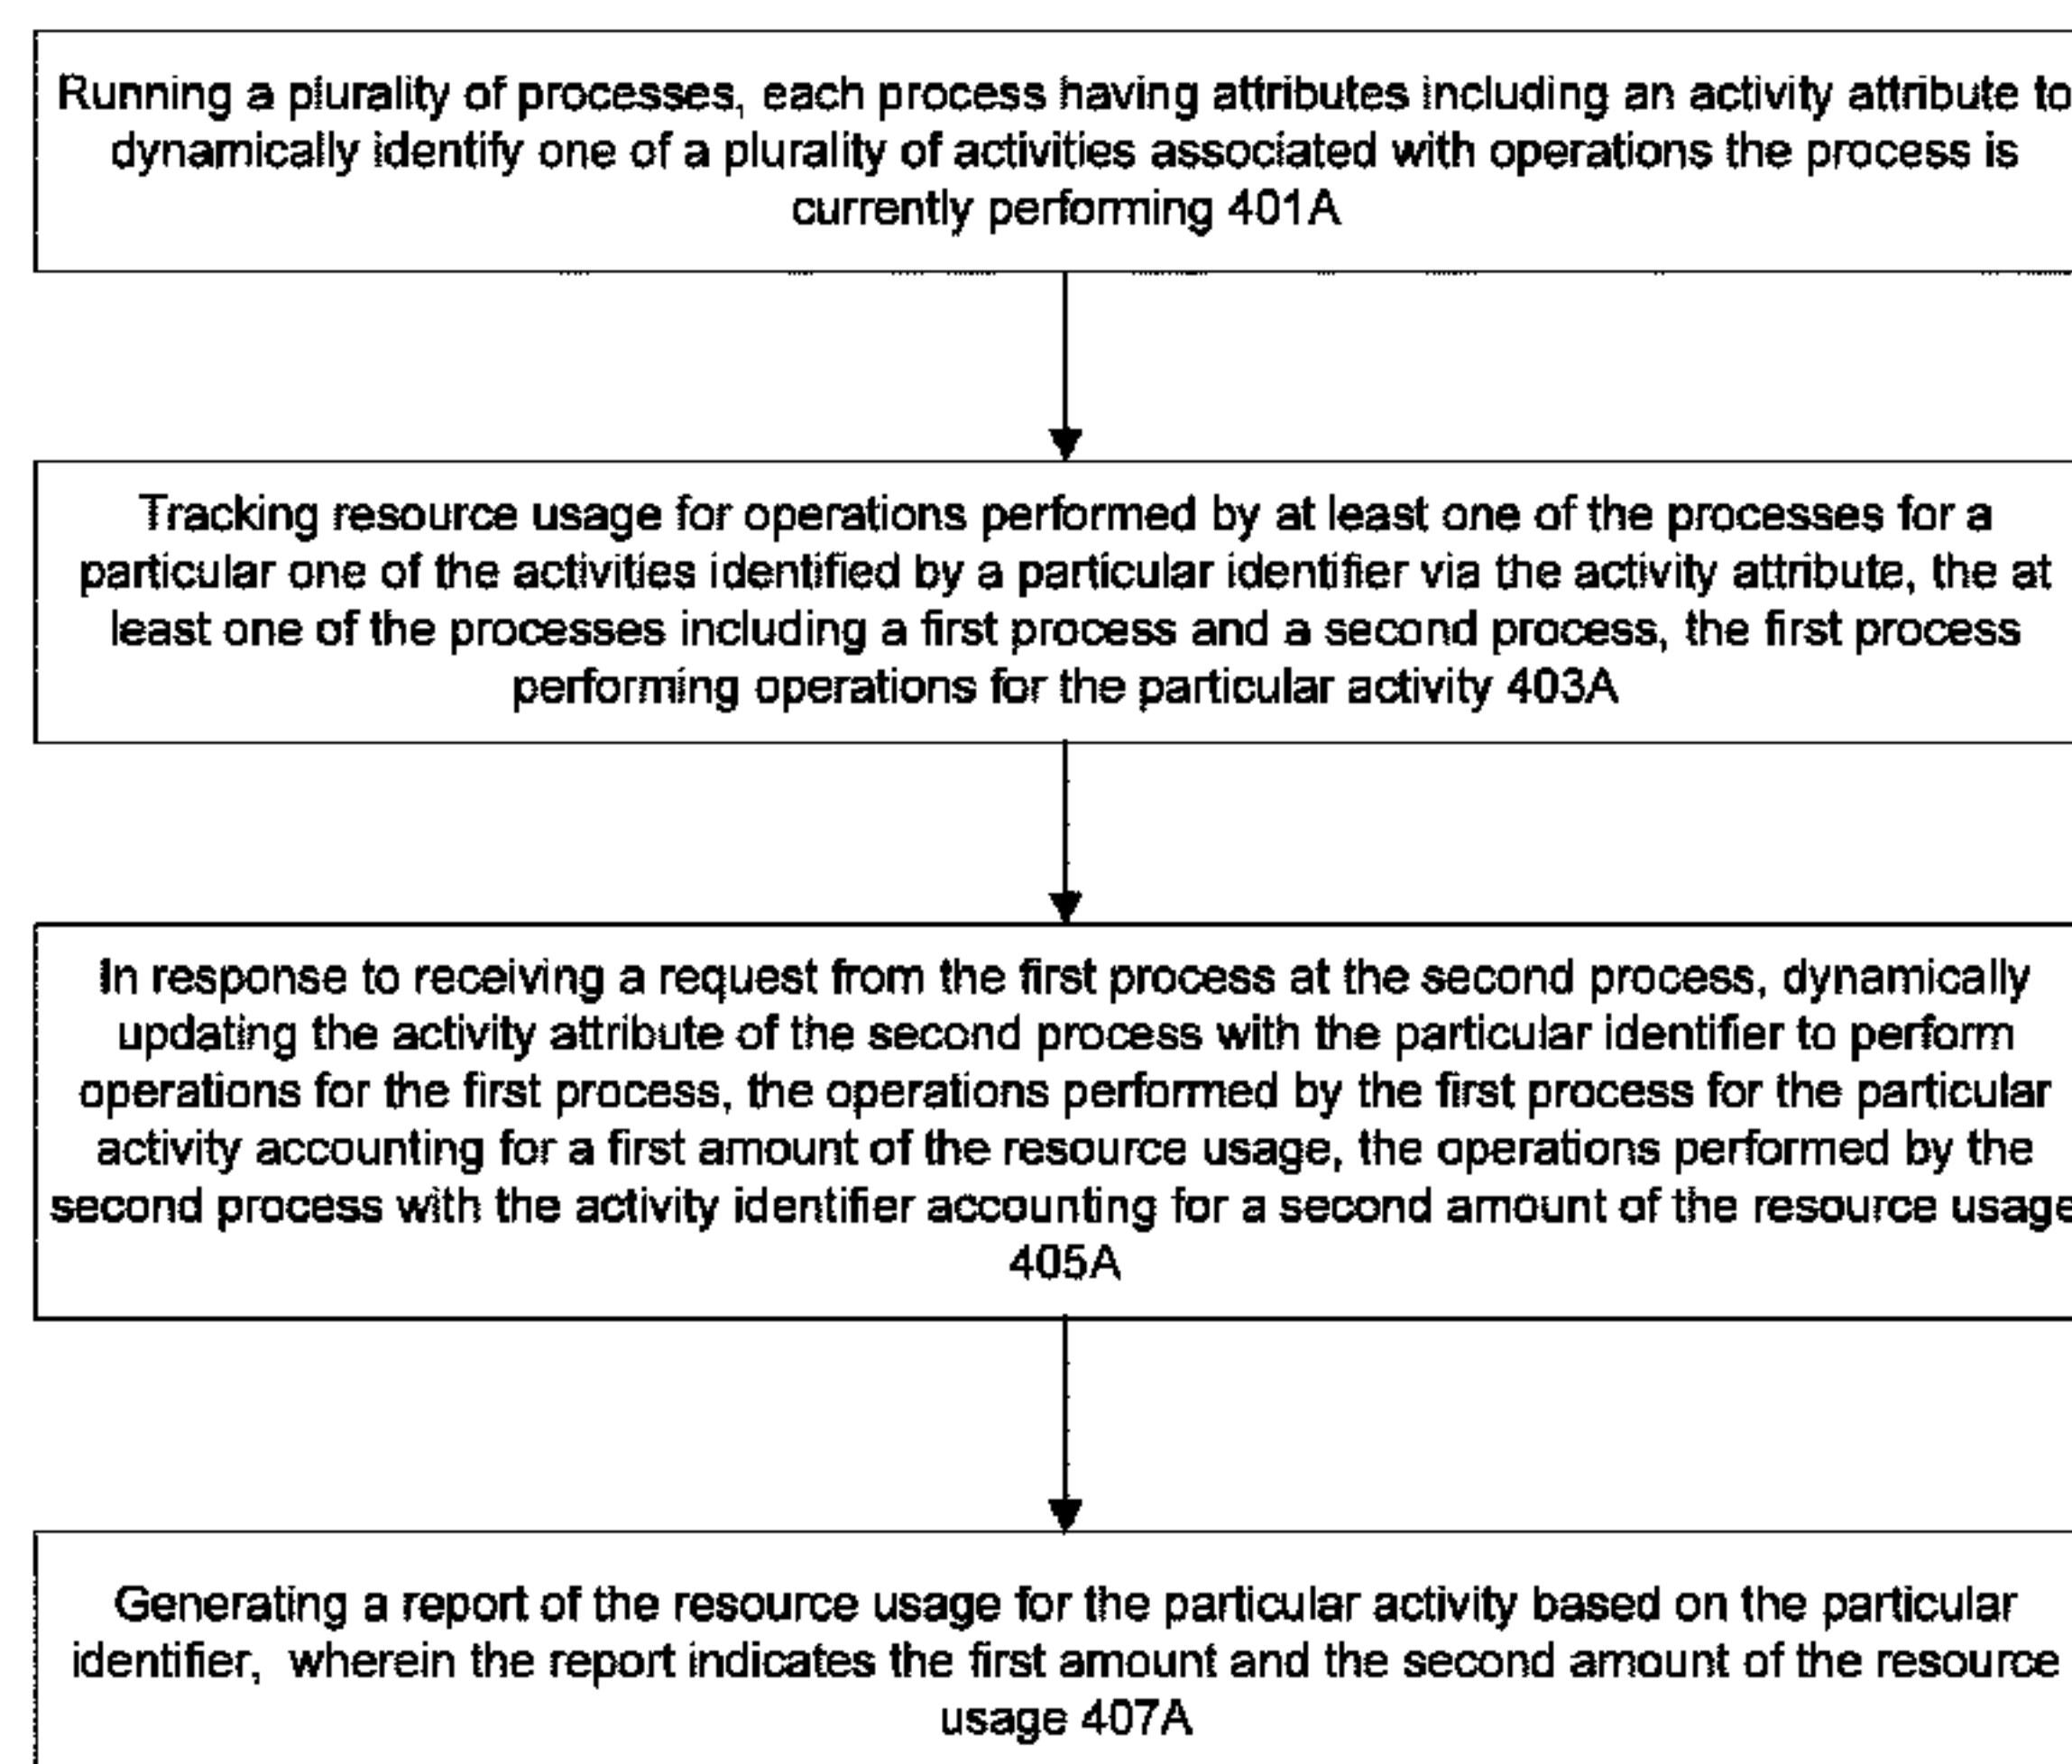 Running a plurality of processes, each process having attributes including an activity attribute to
dynamically identify one of a plurality of activities associated with operations the process is
currently performing 401A
Tracking resource usage for operations performed by at least one of the processes for a
particular one of the activities identified by a particular identifier via the activity attribute, the at
least one of the processes including a first process and a second process, the first process
performing operations for the particular activity 403A
In response to receiving a request from the first process at the second process, dynamically
updating the activity attribute of the second process with the particular identifier to perform
operations for the first process, the operations performed by the first process for the particular
activity accounting for a first amount of the resource usage, the operations performed by the
second process with the activity identifier accounting for a second amount of the resource usage
405A
Generating a report of the resource usage for the particular activity based on the particular
identifier, wherein the report indicates the first amount and the second amount of the resource
usage 407A